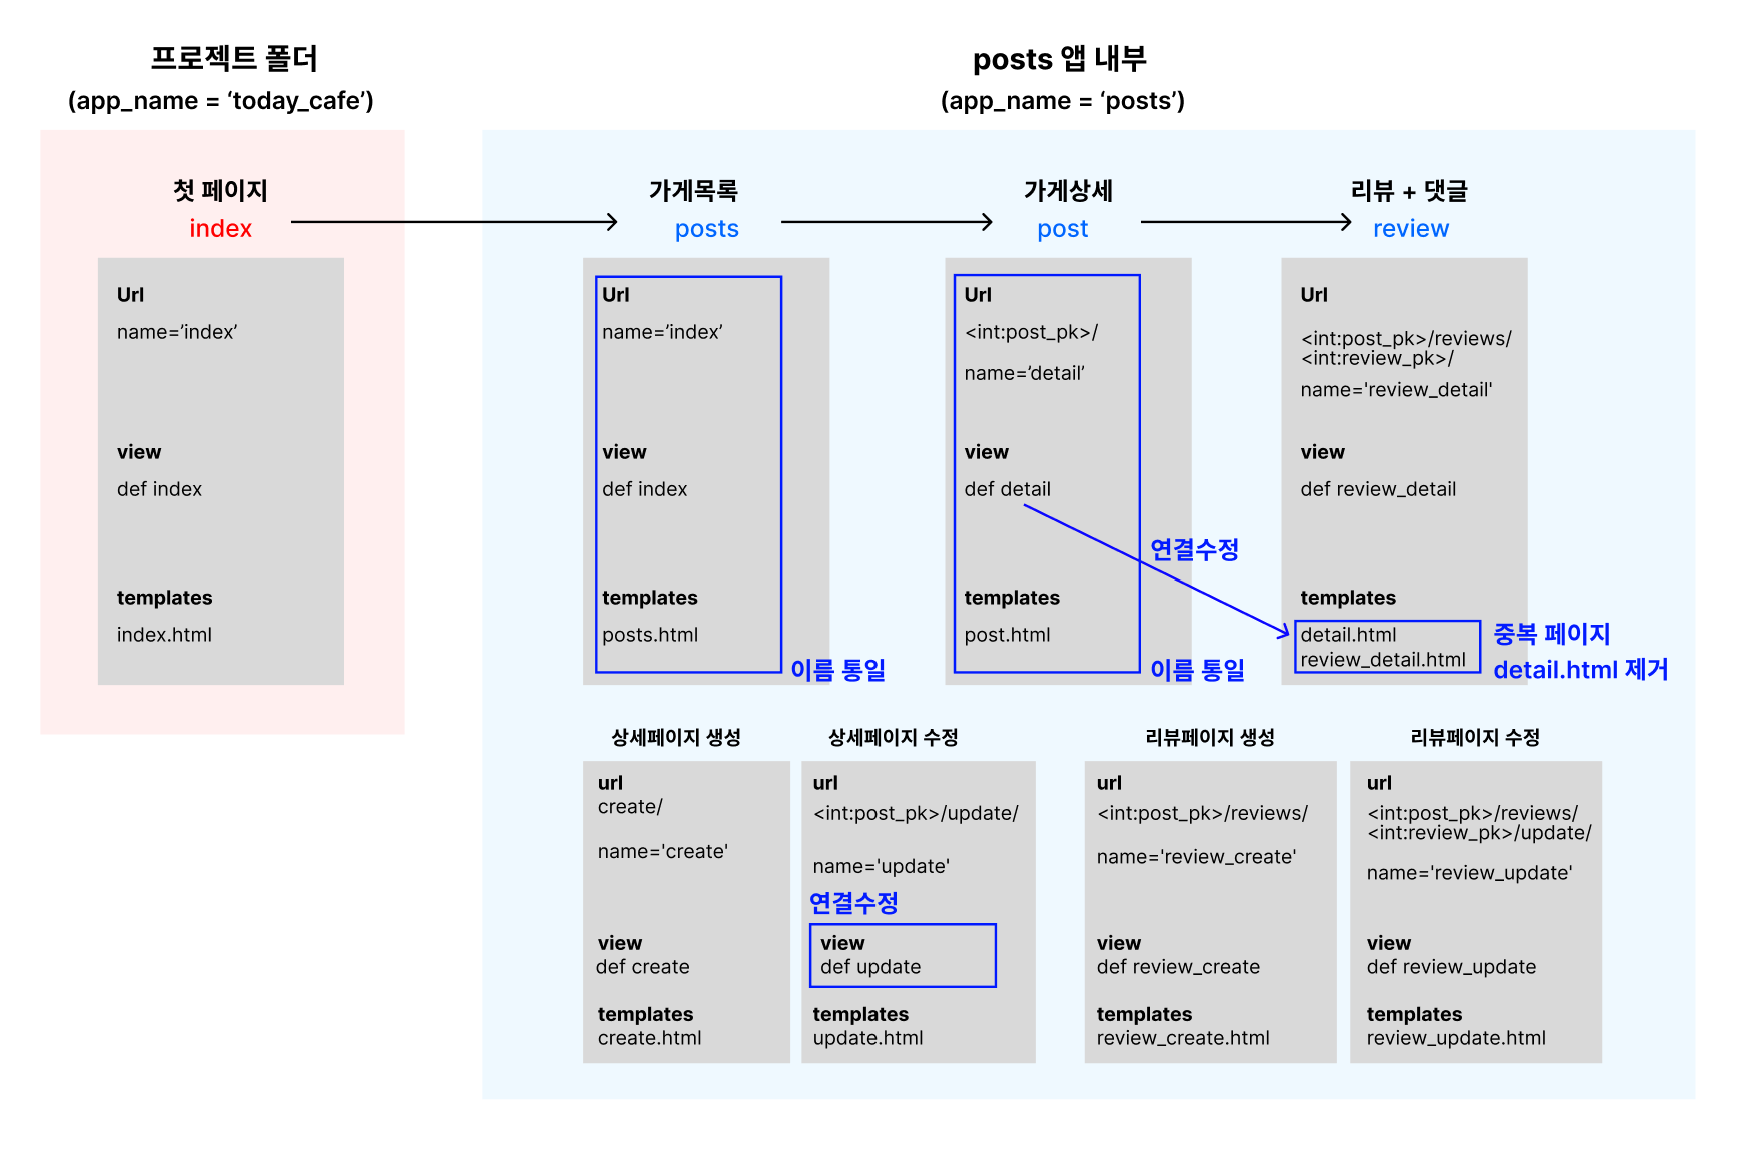 프로젝트 폴더
(app_name = ‘today_cafe’)
posts 앱 내부
(app_name = ‘posts’)
첫 페이지
index
가게목록
posts
가게상세
post
리뷰 + 댓글
review
Url
name=’index’
view
def index
templates
index.html
Url
name=’index’
view
def index
templates
posts.html
이름 통일
Url
<int:post_pk>/
name=’detail’
view
def detail
연결수정
templates
post.html
이름 통일
Url
<int:post_pk>/reviews/
<int:review_pk>/
name='review_detail'
view
def review_detail
templates
detail.html
review_detail.html
중복 페이지
detail.html 제거
상세페이지 생성
url
create/
name='create'
view
def create
templates
create.html
상세페이지 수정
url
<int:post_pk>/update/
name='update'
연결수정
view
def update
templates
update.html
리뷰페이지 생성
url
<int:post_pk>/reviews/
name='review_create'
view
def review_create
templates
review_create.html
리뷰페이지 수정
url
<int:post_pk>/reviews/
<int:review_pk>/update/
name='review_update'
view
def review_update
templates
review_update.html